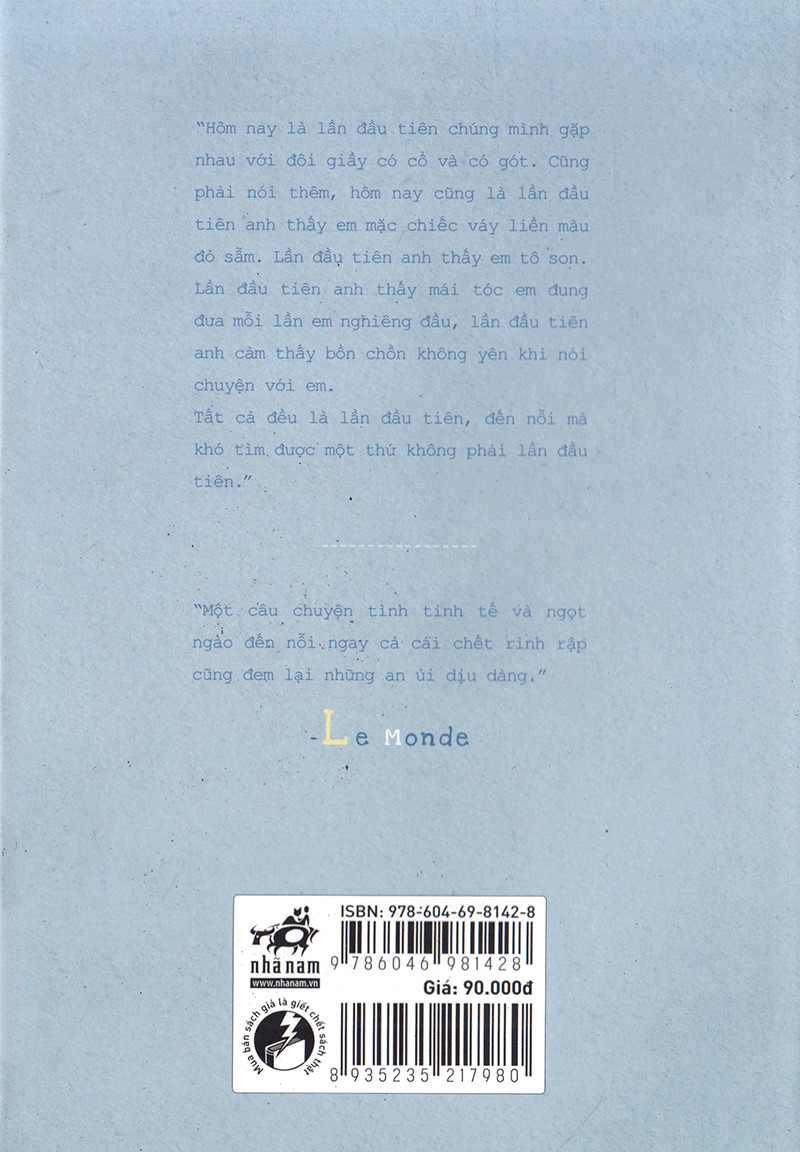 “Hôm nay là lần đầu tiên chúng mình gặp
nhau với đôi giầy có cổ và có gót. Cũng
phải nói thêm, hôm nay cũng là lần đầu
tiên anh thấy em mặc chiếc váy liền màu
đỏ sẫm. Lần đầu tiên anh thấy em tô son.
Lần đầu tiên anh thấy mái tóc em đung
đưa mỗi lần em nghiêng đầu, lần đầu tiên
anh cảm thấy bồn chồn không yên khi nói
chuyện với em.
Tất cả đều là lần đầu tiên, đến nỗi mà
khó tìm được một thứ không phải lần đầu
tiên.”
“Một câu chuyện tình tinh tế và ngọt
ngào đến nỗi ngay cả cái chết rình rập
cũng đem lại những an ủi dịu dàng.”
-Le Monde
ISBN: 978-604-69-8142-8
9 786046 981428
nhã nam
www.nhanam.vn
Giá: 90.000đ
Mua bán sách giả là giết chết sách thật
8 935235 217980